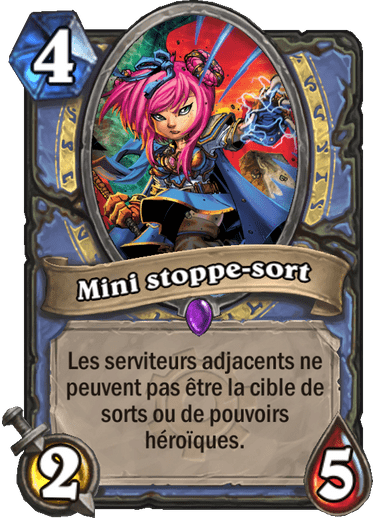 4
Mini stoppe-sort
Les serviteurs adjacents ne
peuvent pas être la cible de
sorts ou de pouvoirs
héroïques.
2
5